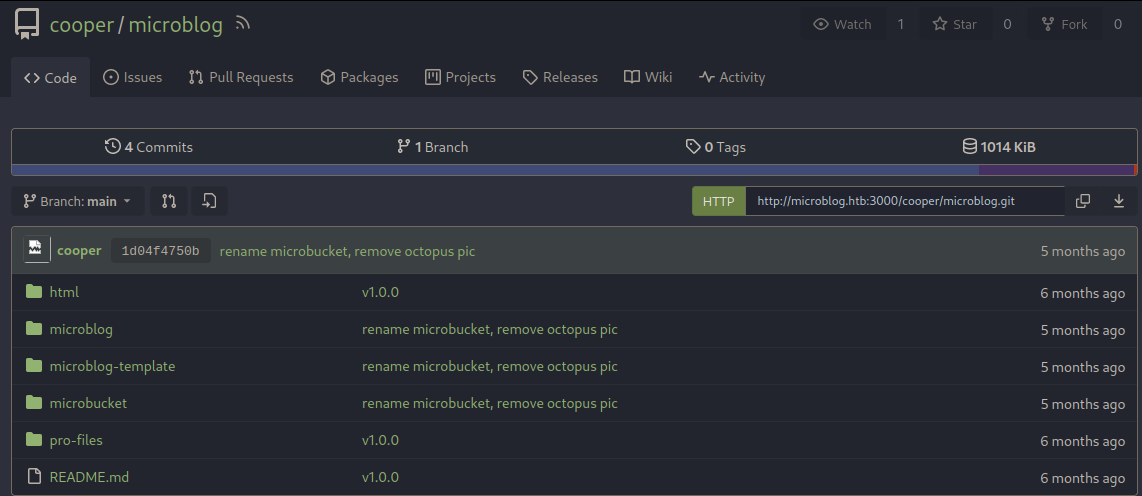 cooper / microblog Watch 1 Star 0 Fork 0
Code Issues Pull Requests Packages Projects Releases Wiki Activity
4 Commits 1 Branch 0 Tags 1014 KiB
Branch: main HTTP http://microblog.htb:3000/cooper/microblog.git
cooper 1d04f4750b rename microbucket, remove octopus pic 5 months ago
html v1.0.0 6 months ago
microblog rename microbucket, remove octopus pic 5 months ago
microblog-template rename microbucket, remove octopus pic 5 months ago
microbucket rename microbucket, remove octopus pic 5 months ago
pro-files v1.0.0 6 months ago
README.md v1.0.0 6 months ago